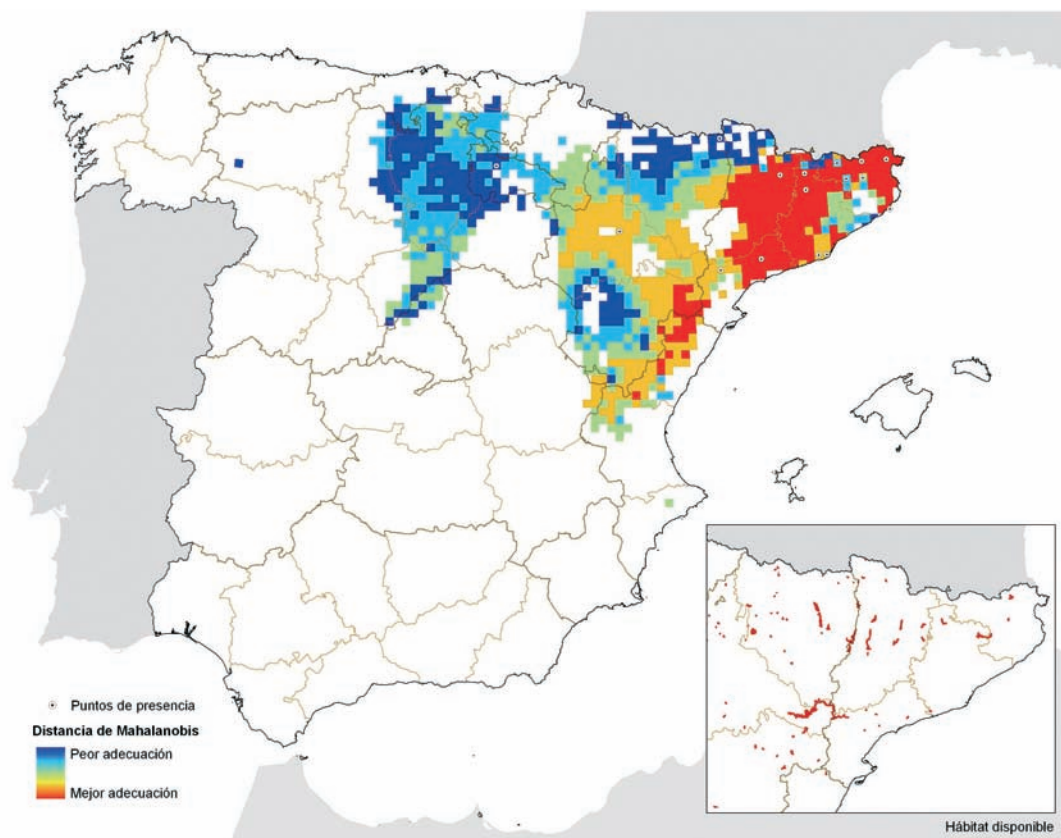 Puntos de presencia
Distancia de Mahalanobis
Peor adecuación
Mejor adecuación
Hábitat disponible